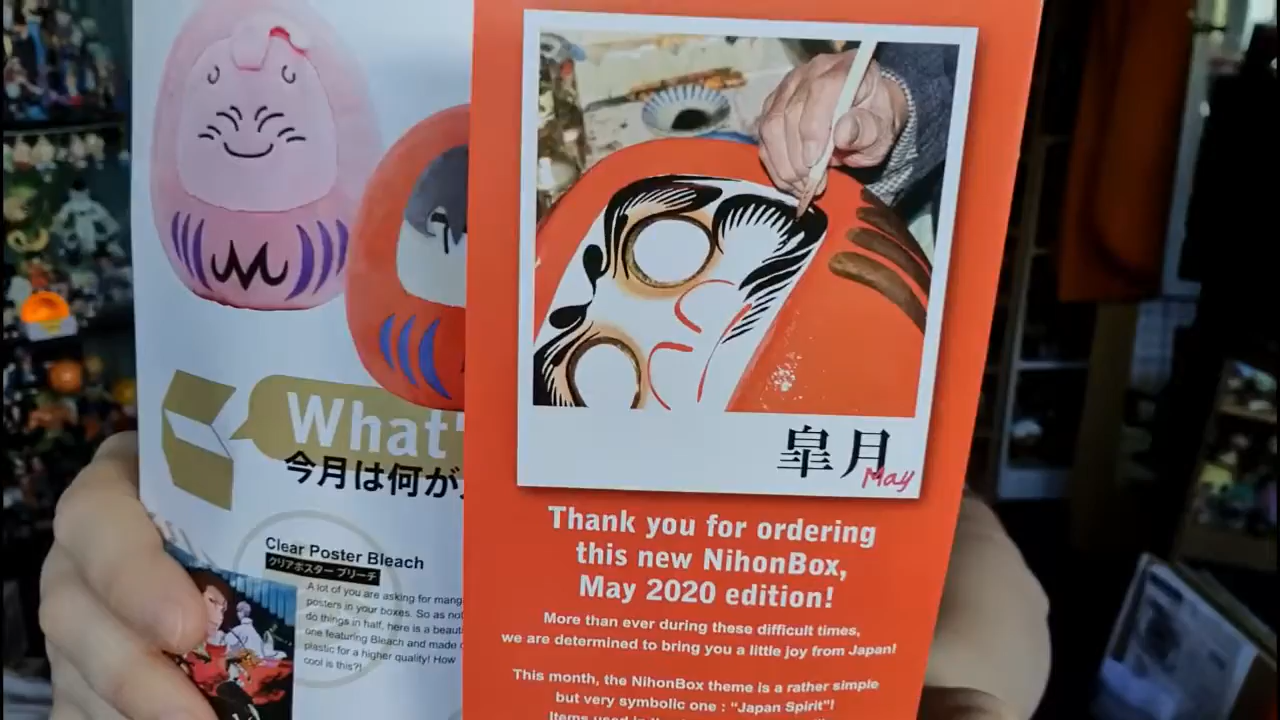 What'
今月は何が
Clear Poster Bleach
クリアポスター ブリーチ
A lot of you are asking for mang
posters in your boxes. So as not
do things in half, here is a beaut
one featuring Bleach and made o
plastic for a higher quality! How
cool is this?!
皐月
May
Thank you for ordering
this new NihonBox,
May 2020 edition!
More than ever during these difficult times,
we are determined to bring you a little joy from Japan!
This month, the NihonBox theme is a rather simple
but very symbolic one : “Japan Spirit”!
Items used in